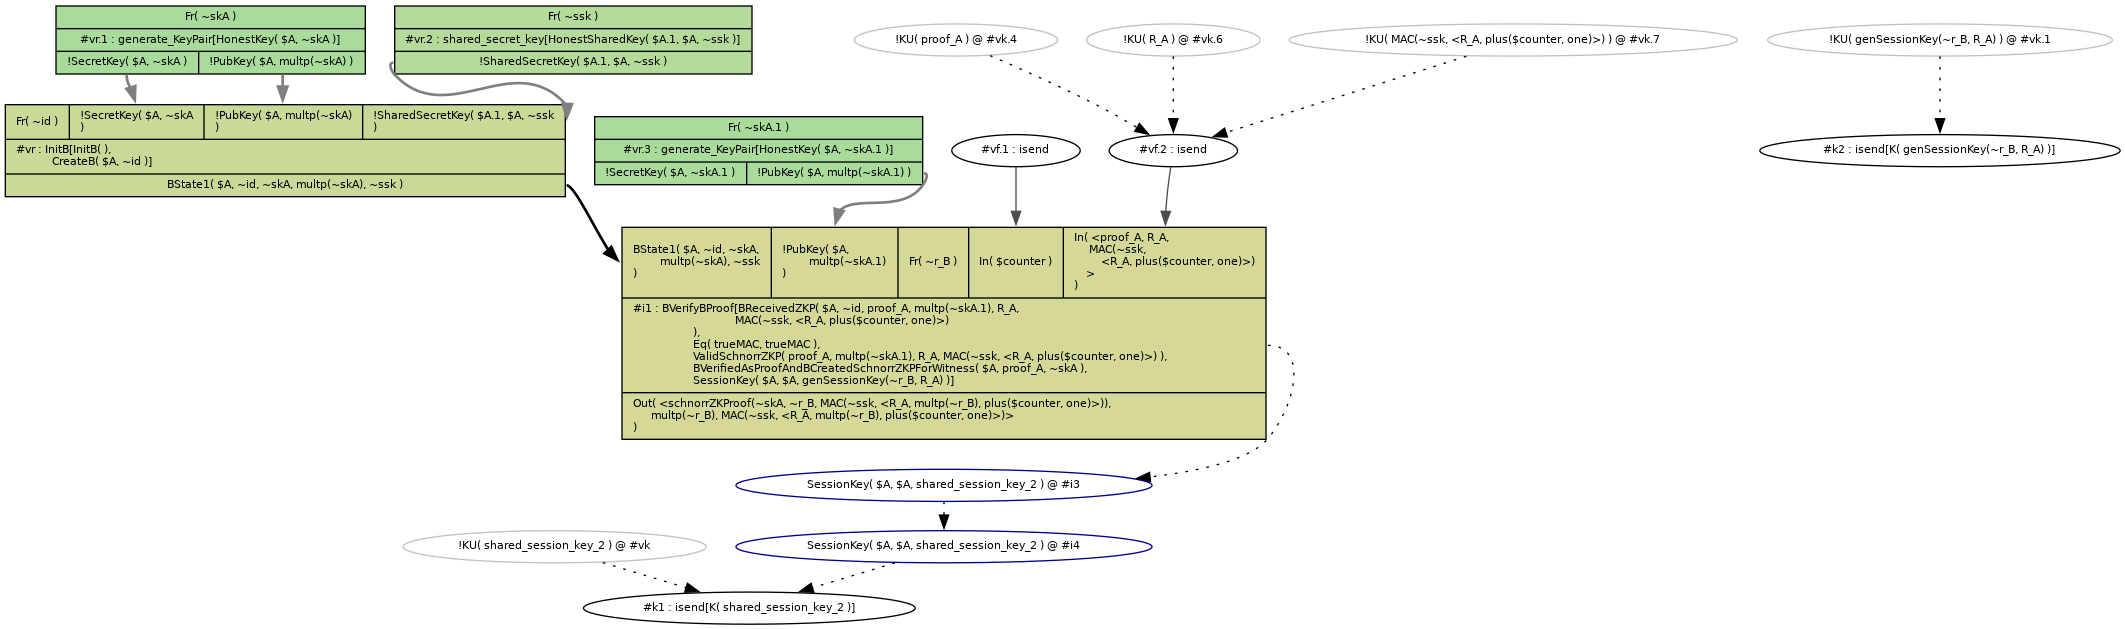 Fr( ~skA )
#vr.1 : generate_KeyPair[HonestKey( $A, ~skA )]
!SecretKey( $A, ~skA )
!PubKey( $A, multp(~skA) )
Fr( ~ssk )
#vr.2 : shared_secret_key[HonestSharedKey( $A.1, $A, ~ssk )]
!SharedSecretKey( $A.1, $A, ~ssk )
!KU( proof_A ) @ #vk.4
!KU( R_A ) @ #vk.6
!KU( MAC(~ssk, <R_A, plus($counter, one)>) ) @ #vk.7
!KU( genSessionKey(~r_B, R_A) ) @ #vk.1
Fr( ~id )
!SecretKey( $A, ~skA
)
!PubKey( $A, multp(~skA)
)
!SharedSecretKey( $A.1, $A, ~ssk
)
#vr : InitB[InitB( ),
CreateB( $A, ~id )]
BState1( $A, ~id, ~skA, multp(~skA), ~ssk )
Fr( ~skA.1 )
#vr.3 : generate_KeyPair[HonestKey( $A, ~skA.1 )]
!SecretKey( $A, ~skA.1 )
!PubKey( $A, multp(~skA.1) )
#vf.1 : isend
#vf.2 : isend
#k2 : isend[K( genSessionKey(~r_B, R_A) )]
BState1( $A, ~id, ~skA,
multp(~skA), ~ssk
)
!PubKey( $A,
multp(~skA.1)
)
Fr( ~r_B )
In( $counter )
In( <proof_A, R_A,
MAC(~ssk,
<R_A, plus($counter, one)>)
>
)
#i1 : BVerifyBProof[BReceivedZKP( $A, ~id, proof_A, multp(~skA.1), R_A,
MAC(~ssk, <R_A, plus($counter, one)>)
),
Eq( trueMAC, trueMAC ),
ValidSchnorrZKP( proof_A, multp(~skA.1), R_A, MAC(~ssk, <R_A, plus($counter, one)>) ),
BVerifiedAsProofAndBCreatedSchnorrZKPForWitness( $A, proof_A, ~skA ),
SessionKey( $A, $A, genSessionKey(~r_B, R_A) )]
Out( <schnorrZKProof(~skA, ~r_B, MAC(~ssk, <R_A, multp(~r_B), plus($counter, one)>)),
multp(~r_B), MAC(~ssk, <R_A, multp(~r_B), plus($counter, one)>)>
)
SessionKey( $A, $A, shared_session_key_2 ) @ #i3
!KU( shared_session_key_2 ) @ #vk
SessionKey( $A, $A, shared_session_key_2 ) @ #i4
#k1 : isend[K( shared_session_key_2 )]